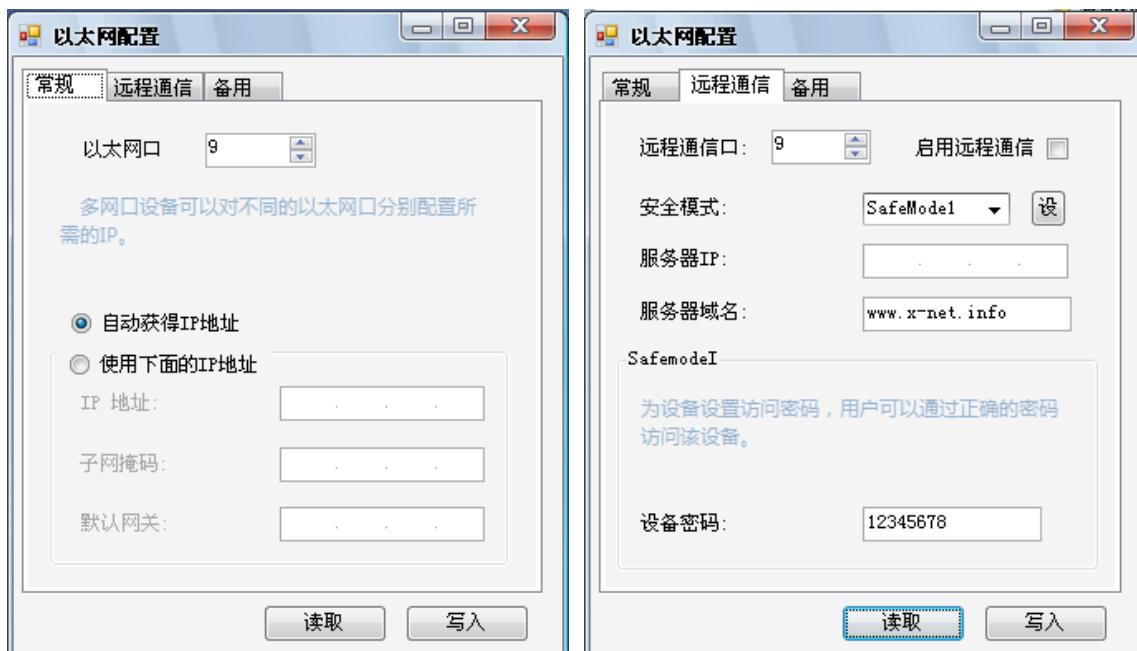 以太网配置
常规
远程通信
备用
以太网口
9
多网口设备可以对不同的以太网口分别配置所
需的IP。
自动获得IP地址
使用下面的IP地址
IP 地址:
子网掩码:
默认网关:
读取
写入
以太网配置
常规
远程通信
备用
远程通信口:
9
启用远程通信
安全模式:
SafeMode1
设
服务器IP:
服务器域名:
www.x-net.info
SafemodeI
为设备设置访问密码，用户可以通过正确的密码
访问该设备。
设备密码:
12345678
读取
写入